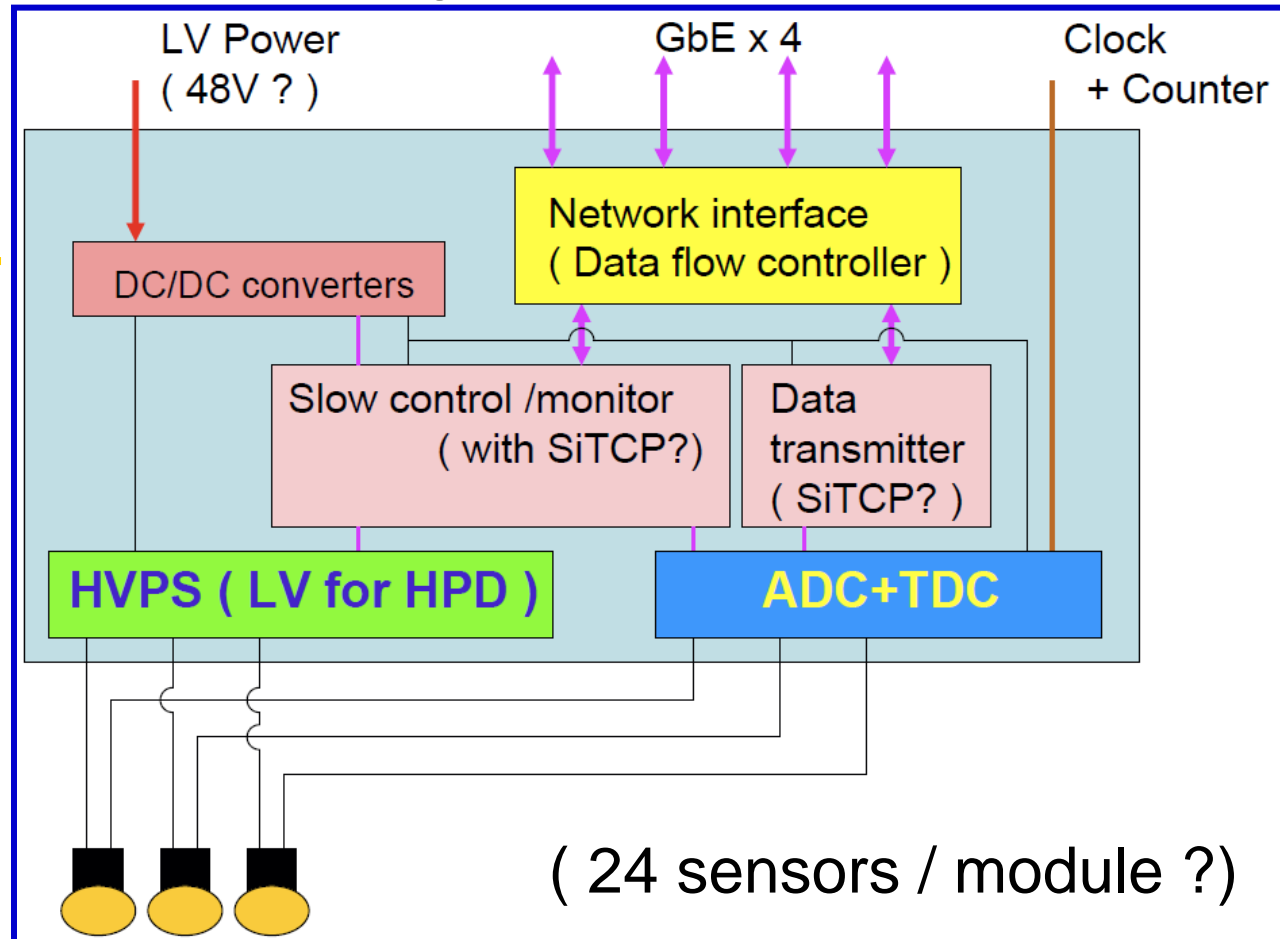 LV Power
( 48V ? )
GbE x 4
Clock
+ Counter
Network interface
( Data flow controller )
DC/DC converters
Slow control /monitor
( with SiTCP?)
Data
transmitter
( SiTCP? )
HVPS ( LV for HPD )
ADC+TDC
( 24 sensors / module ?)